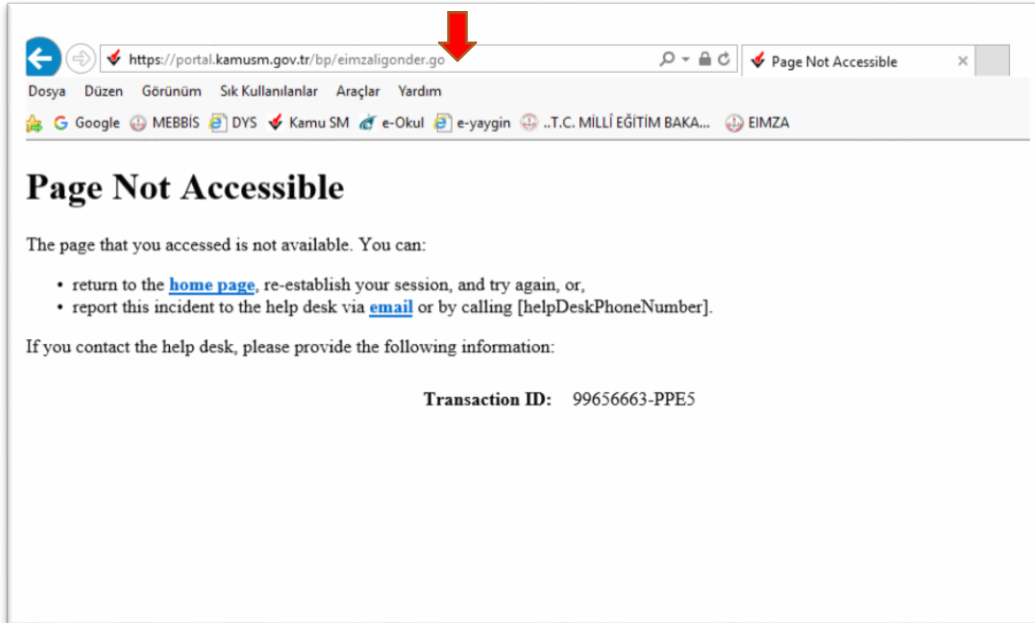 https://portal.kamusm.gov.tr/bp/eimzaligonder.go
Page Not Accessible
Dosya Düzen Görünüm Sık Kullanılanlar Araçlar Yardım
Google MEBBİS DYS Kamu SM e-Okul e-yaygin ..T.C. MİLLÎ EĞİTİM BAKA... EIMZA
Page Not Accessible
The page that you accessed is not available. You can:
• return to the home page, re-establish your session, and try again, or,
• report this incident to the help desk via email or by calling [helpDeskPhoneNumber].
If you contact the help desk, please provide the following information:
Transaction ID: 99656663-PPE5